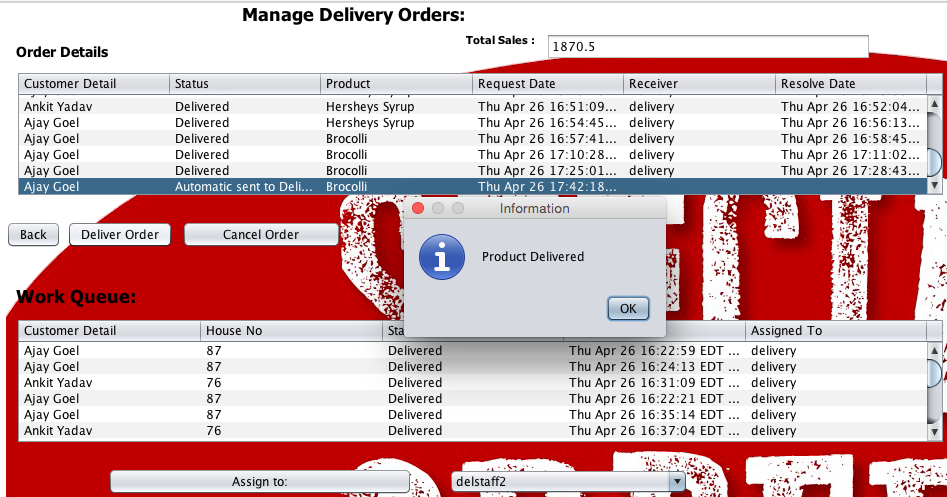 Manage Delivery Orders:
Total Sales : 1870.5
Order Details
Customer Detail Status Product Request Date Receiver Resolve Date
Ankit Yadav Delivered Hersheys Syrup Thu Apr 26 16:51:09... delivery Thu Apr 26 16:52:04...
Ajay Goel Delivered Hersheys Syrup Thu Apr 26 16:54:45... delivery Thu Apr 26 16:56:13...
Ajay Goel Delivered Brocolli Thu Apr 26 16:57:41... delivery Thu Apr 26 16:58:45...
Ajay Goel Delivered Brocolli Thu Apr 26 17:10:28... delivery Thu Apr 26 17:11:02...
Ajay Goel Delivered Brocolli Thu Apr 26 17:25:01... delivery Thu Apr 26 17:28:43...
Ajay Goel Automatic sent to Deli... Brocolli Thu Apr 26 17:42:18...
Information
Back Deliver Order Cancel Order
Product Delivered
OK
Work Queue:
Customer Detail House No Sta Assigned To
Ajay Goel 87 Delivered Thu Apr 26 16:22:59 EDT ... delivery
Ajay Goel 87 Delivered Thu Apr 26 16:24:13 EDT ... delivery
Ankit Yadav 76 Delivered Thu Apr 26 16:31:09 EDT ... delivery
Ajay Goel 87 Delivered Thu Apr 26 16:22:21 EDT ... delivery
Ajay Goel 87 Delivered Thu Apr 26 16:35:14 EDT ... delivery
Ankit Yadav 76 Delivered Thu Apr 26 16:37:04 EDT ... delivery
Assign to: delstaff2